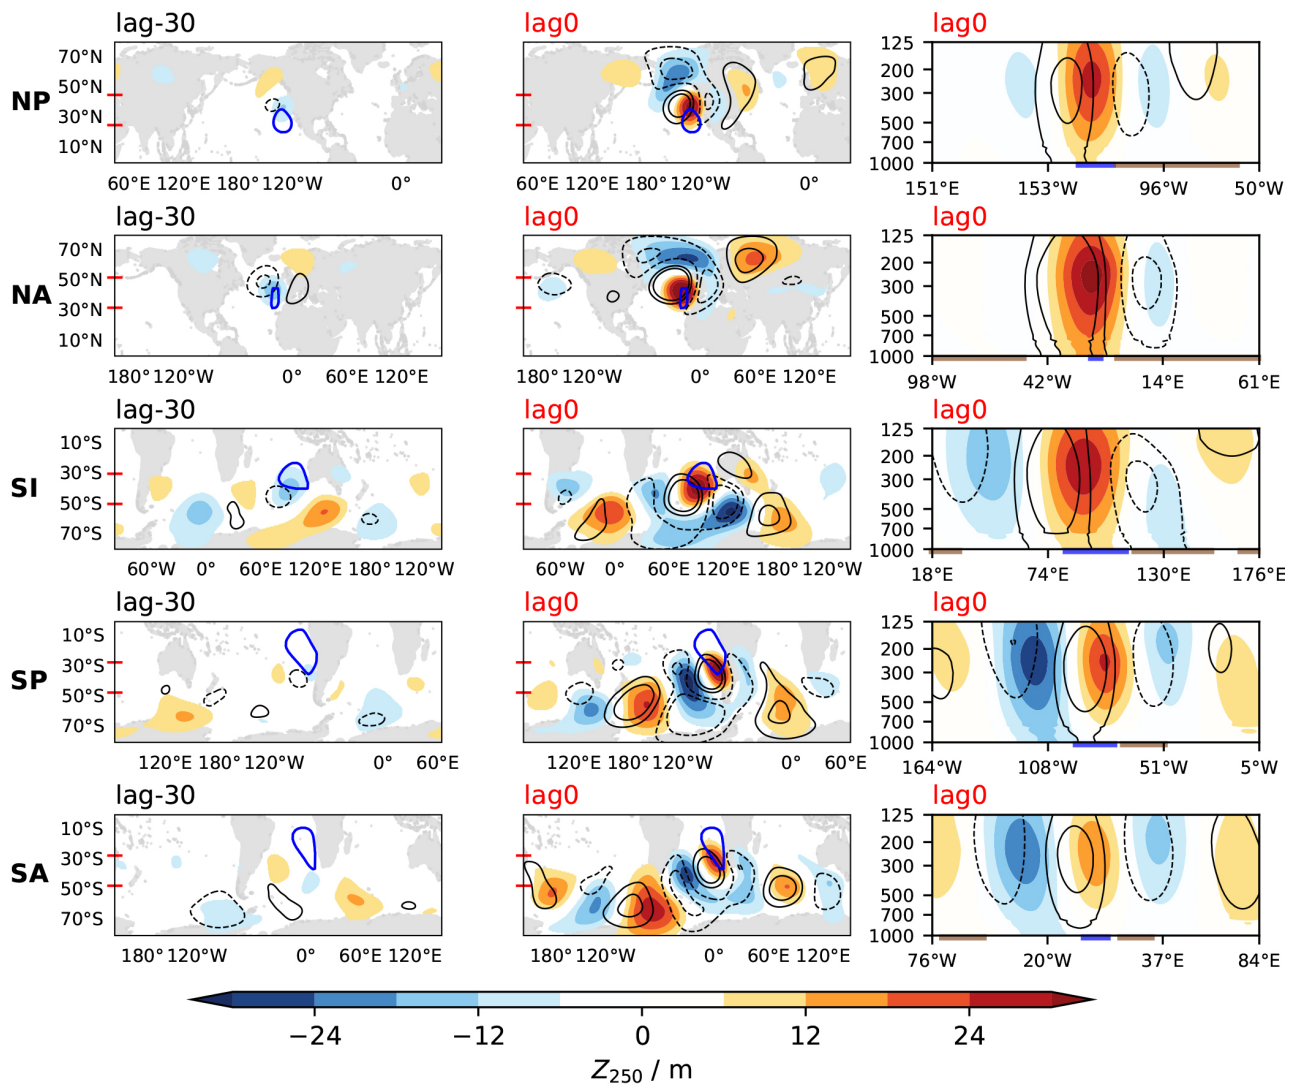 lag-30 lag0 lag0
NP
70°N 50°N 30°N 10°N
125 200 300 500 700 1000
60°E 120°E 180° 120°W 0°
60°E 120°E 180° 120°W 0°
151°E 153°W 96°W 50°W
lag-30 lag0 lag0
NA
70°N 50°N 30°N 10°N
125 200 300 500 700 1000
180° 120°W 0° 60°E 120°E
180° 120°W 0° 60°E 120°E
98°W 42°W 14°E 61°E
lag-30 lag0 lag0
SI
10°S 30°S 50°S 70°S
125 200 300 500 700 1000
60°W 0° 60°E 120°E 180° 120°W
60°W 0° 60°E 120°E 180° 120°W
18°E 74°E 130°E 176°E
lag-30 lag0 lag0
SP
10°S 30°S 50°S 70°S
125 200 300 500 700 1000
120°E 180° 120°W 0° 60°E
120°E 180° 120°W 0° 60°E
164°W 108°W 51°W 5°W
lag-30 lag0 lag0
SA
10°S 30°S 50°S 70°S
125 200 300 500 700 1000
180° 120°W 0° 60°E 120°E
180° 120°W 0° 60°E 120°E
76°W 20°W 37°E 84°E
−24 −12 0 12 24
Z250 / m